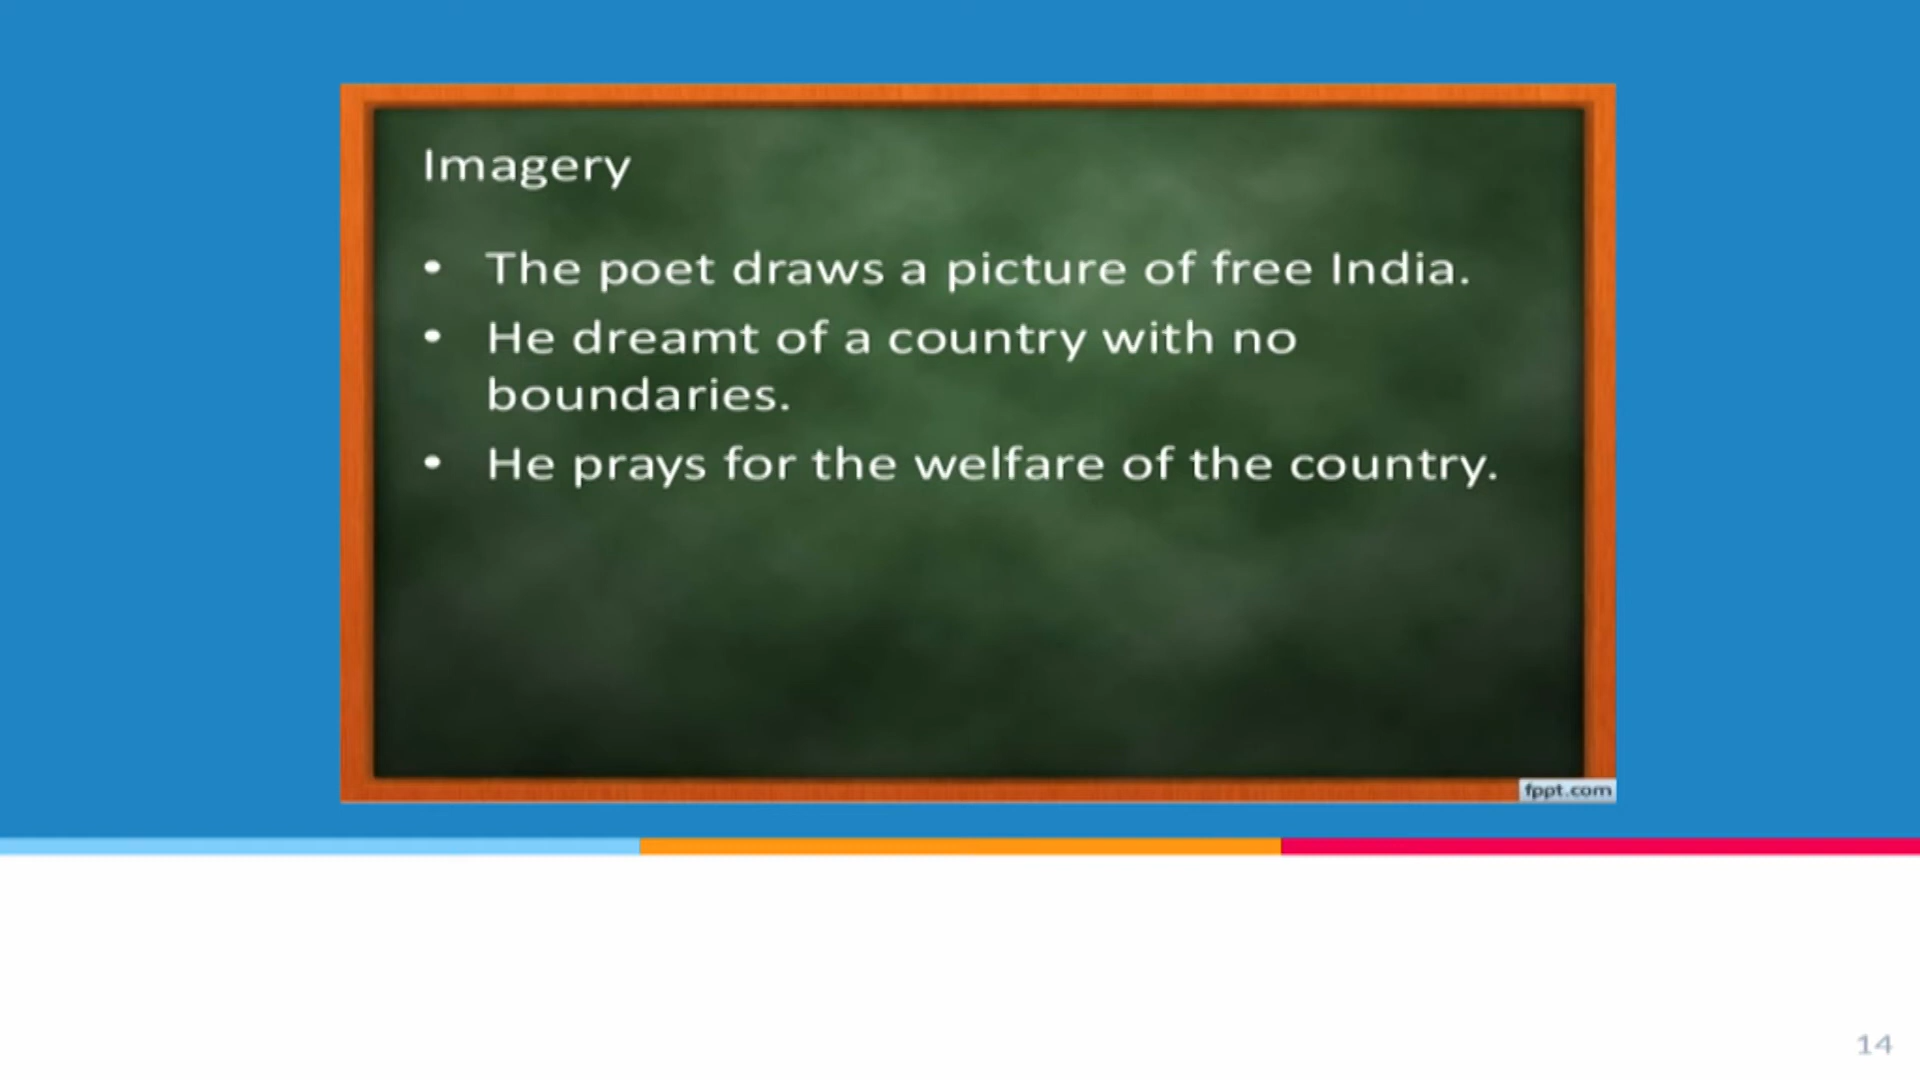 Imagery
• The poet draws a picture of free India.
• He dreamt of a country with no
boundaries.
• He prays for the welfare of the country.
fppt.com
14